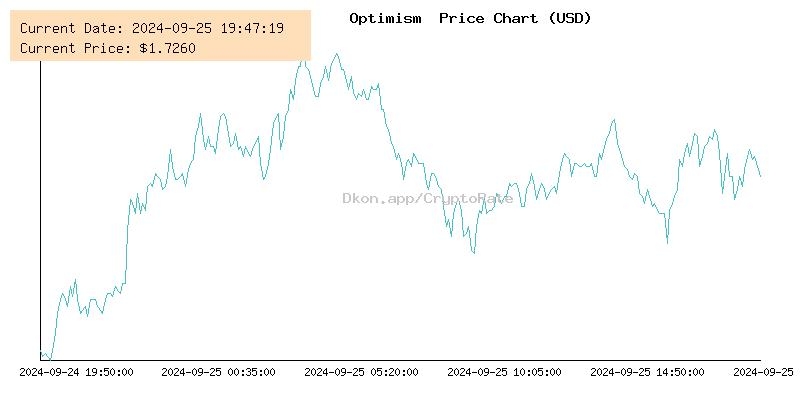 Optimism  Price Chart (USD)
Current Date: 2024-09-25 19:47:19
Current Price: $1.7260
Dkon.app/CryptoRate
2024-09-24 19:50:00 2024-09-25 00:35:00 2024-09-25 05:20:00 2024-09-25 10:05:00 2024-09-25 14:50:00 2024-09-25